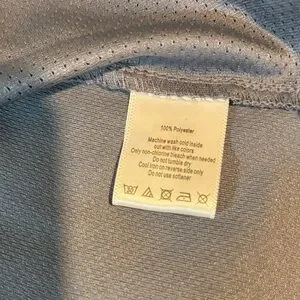 100% Polyester
Machine wash cold inside
out with like colors
Only non-chlorine bleach when needed
Do not tumble dry
Cool iron on reverse side only
Do not use softener